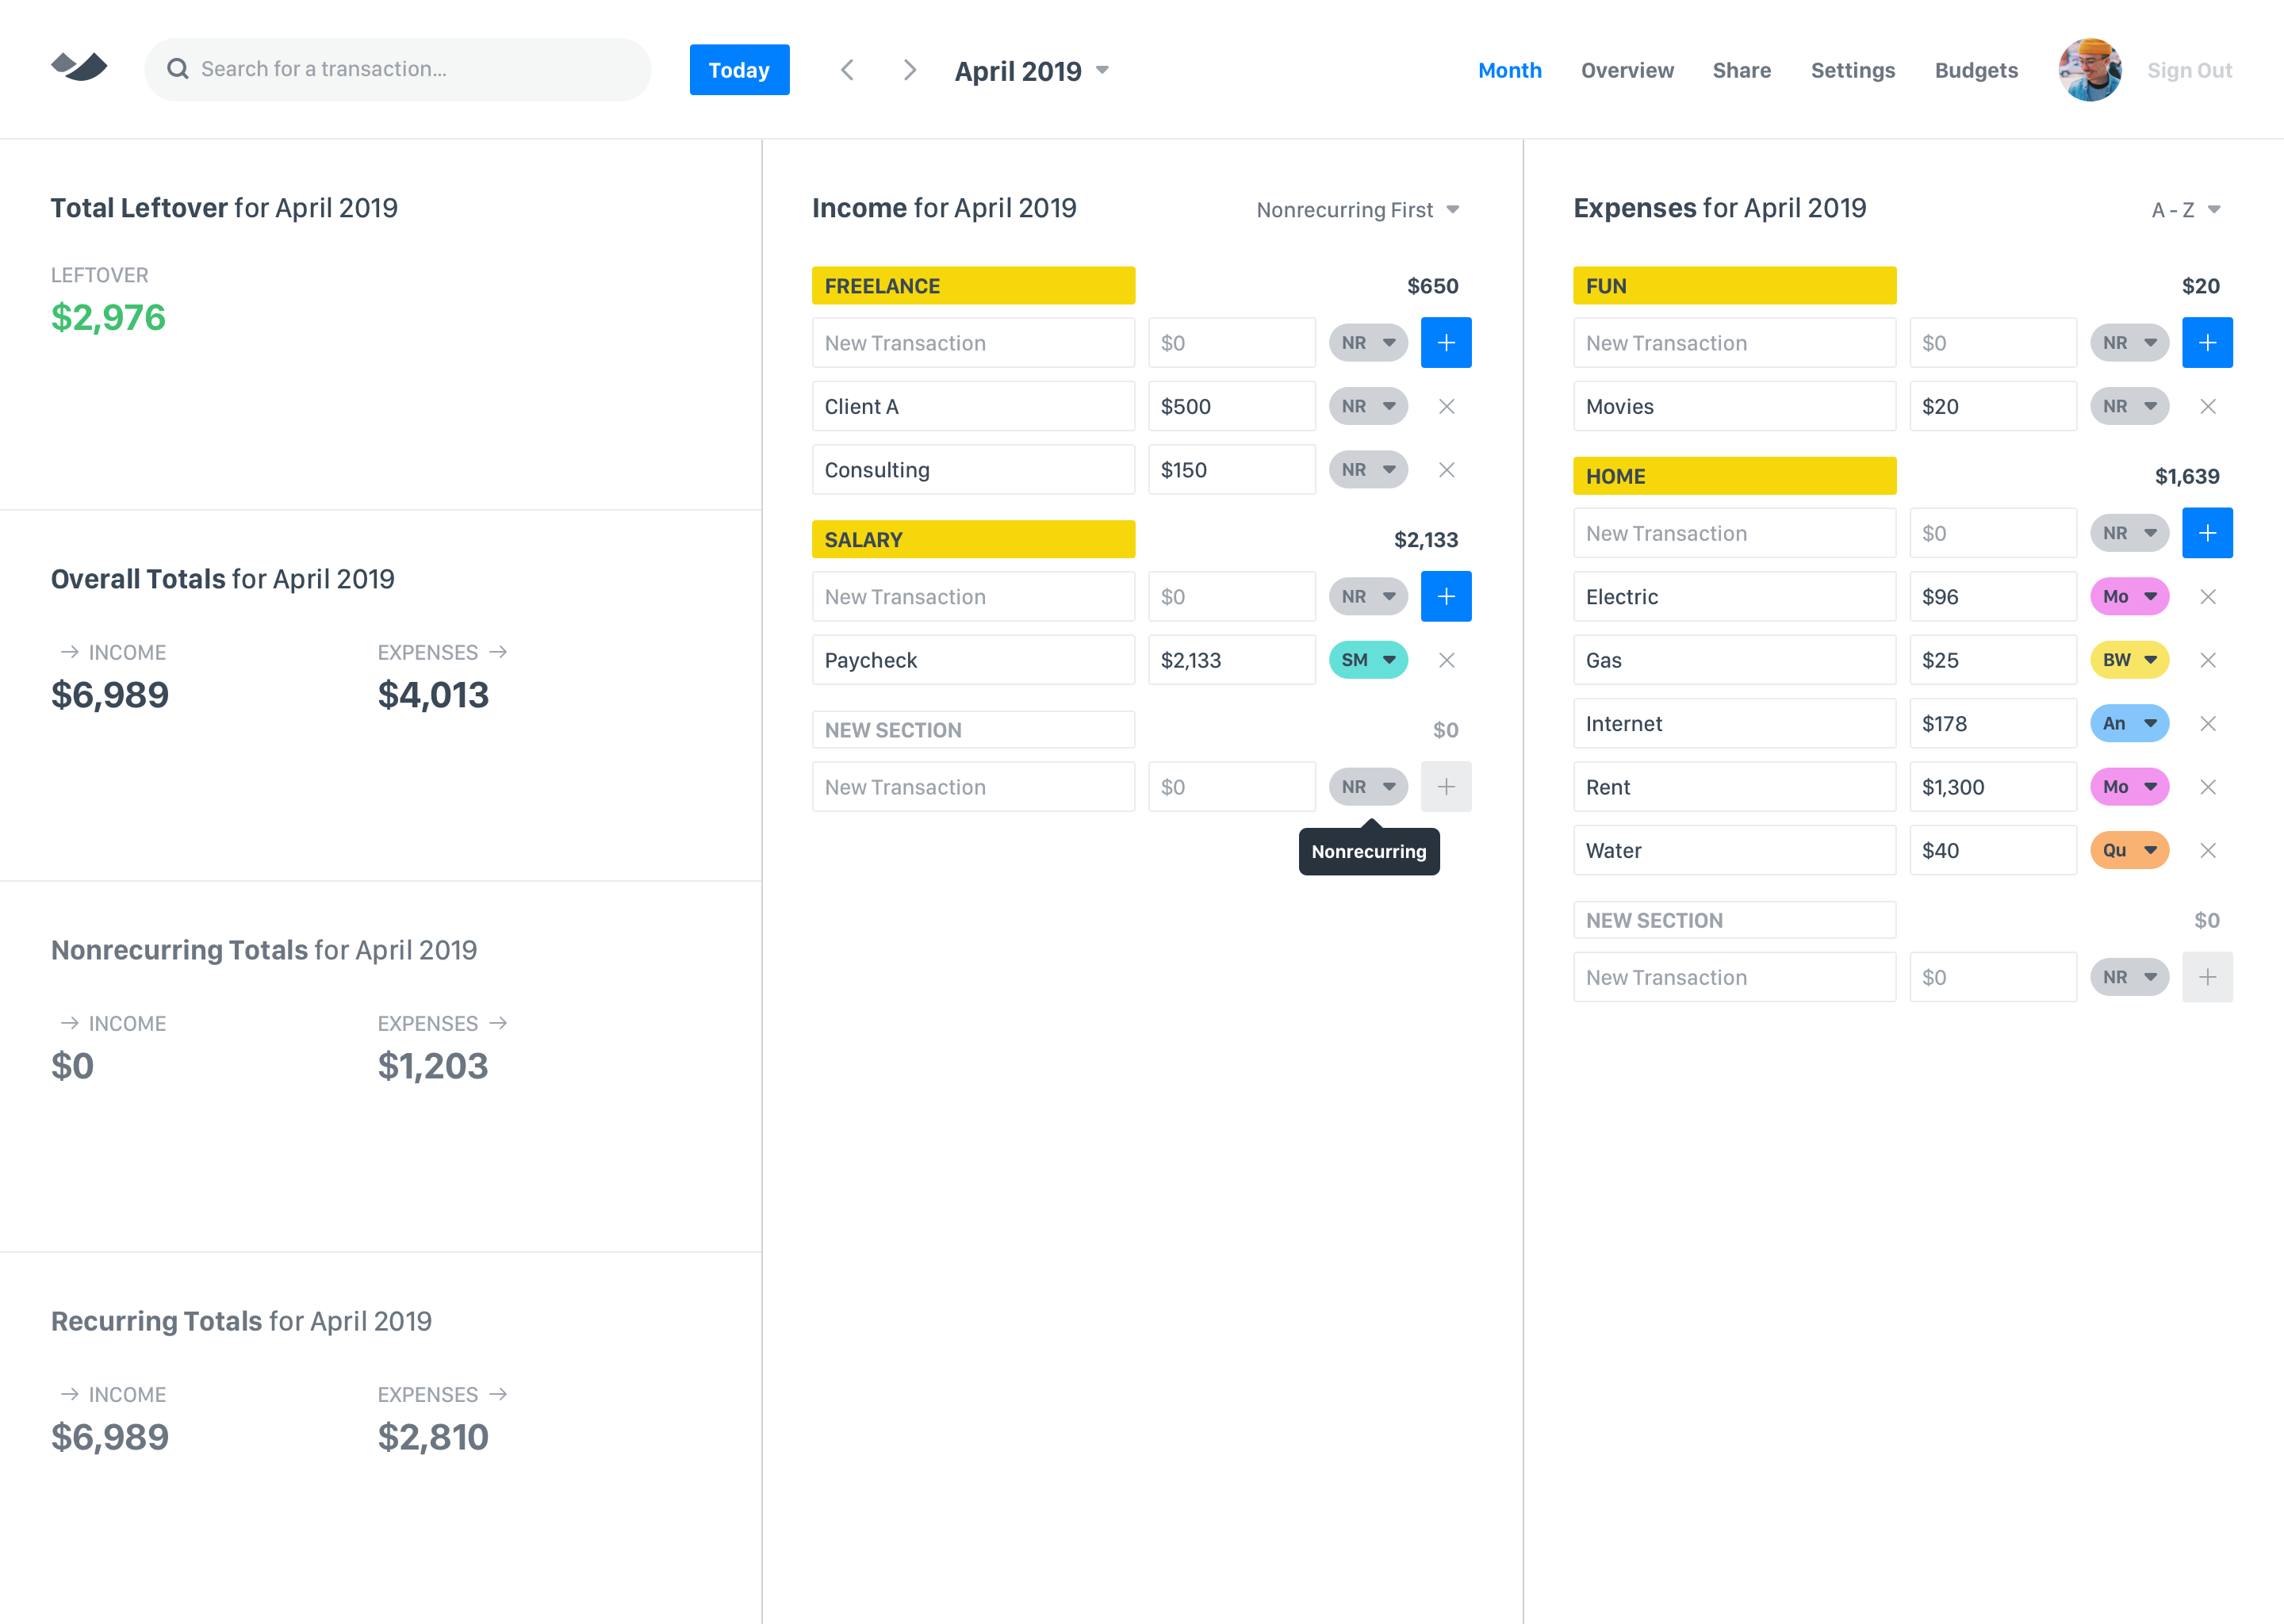 Search for a transaction...
Today
April 2019
Month Overview Share Settings Budgets Sign Out
Total Leftover for April 2019
LEFTOVER
$2,976
Overall Totals for April 2019
INCOME EXPENSES
$6,989 $4,013
Nonrecurring Totals for April 2019
INCOME EXPENSES
$0 $1,203
Recurring Totals for April 2019
INCOME EXPENSES
$6,989 $2,810
Income for April 2019 Nonrecurring First
FREELANCE $650
New Transaction $0 NR
Client A $500 NR
Consulting $150 NR
SALARY $2,133
New Transaction $0 NR
Paycheck $2,133 SM
NEW SECTION $0
New Transaction $0 NR
Nonrecurring
Expenses for April 2019 A - Z
FUN $20
New Transaction $0 NR
Movies $20 NR
HOME $1,639
New Transaction $0 NR
Electric $96 Mo
Gas $25 BW
Internet $178 An
Rent $1,300 Mo
Water $40 Qu
NEW SECTION $0
New Transaction $0 NR